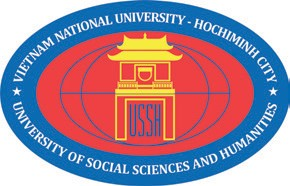 VIETNAM NATIONAL UNIVERSITY - HOCHIMINH CITY
USSH
UNIVERSITY OF SOCIAL SCIENCES AND HUMANITIES